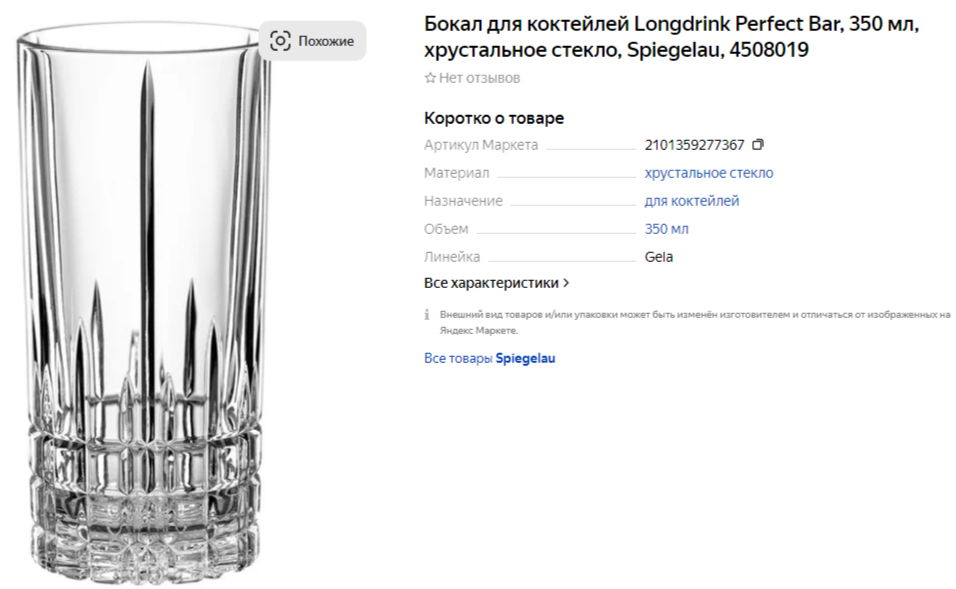 Похожие
Бокал для коктейлей Longdrink Perfect Bar, 350 мл,
хрустальное стекло, Spiegelau, 4508019
Нет отзывов
Коротко о товаре
Артикул Маркета 2101359277367
Материал хрустальное стекло
Назначение для коктейлей
Объем 350 мл
Линейка Gela
Все характеристики >
Внешний вид товаров и/или упаковки может быть изменён изготовителем и отличаться от изображенных на
Яндекс Маркете.
Все товары Spiegelau